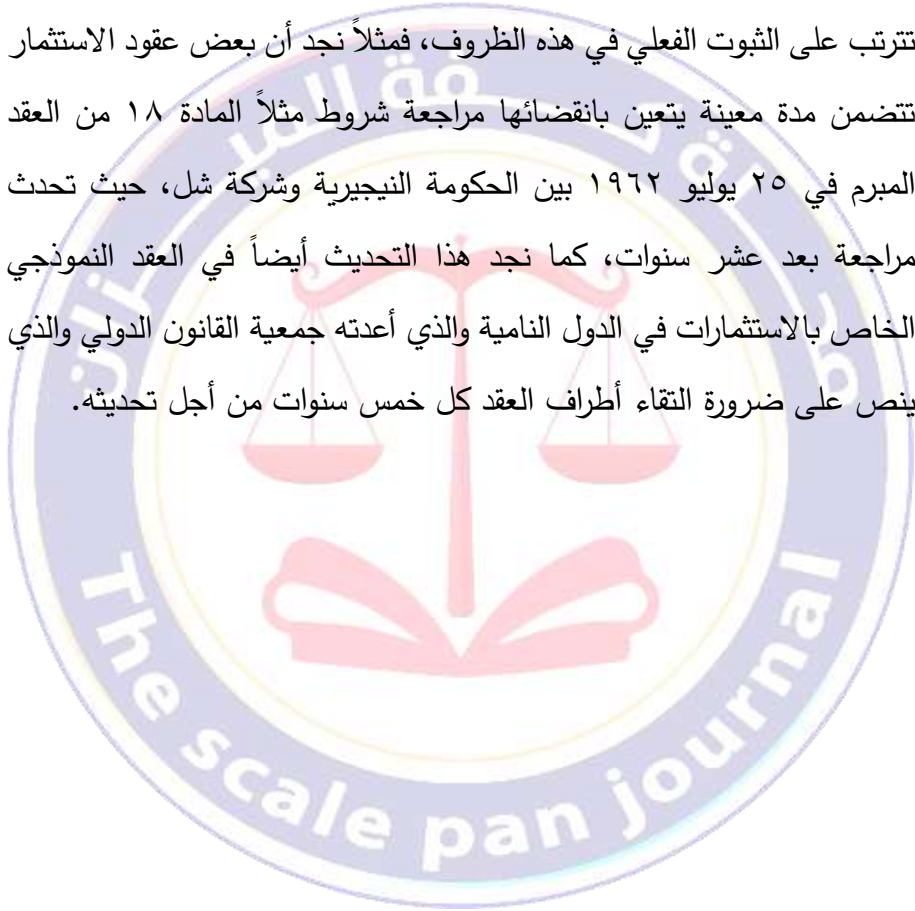 تترتب على الثبوت الفعلي في هذه الظروف، فمثلاً نجد أن بعض عقود الاستثمار
تتضمن مدة معينة يتعين بانقضائها مراجعة شروط مثلاً المادة ١٨ من العقد
المبرم في ٢٥ يوليو ١٩٦٢ بين الحكومة النيجيرية وشركة شل، حيث تحدث
مراجعة بعد عشر سنوات، كما نجد هذا التحديث أيضاً في العقد النموذجي
الخاص بالاستثمارات في الدول النامية والذي أعدته جمعية القانون الدولي والذي
ينص على ضرورة التقاء أطراف العقد كل خمس سنوات من أجل تحديثه.
The scale pan journal